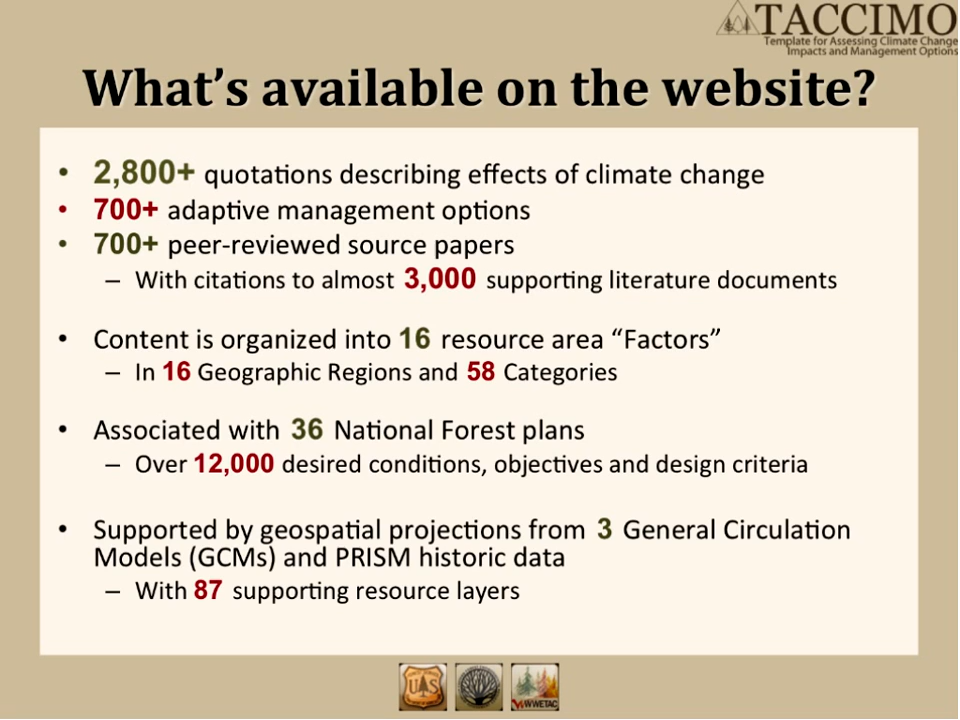 TACCIMO
Template for Assessing Climate Change
Impacts and Management Options
What's available on the website?
• 2,800+ quotations describing effects of climate change
• 700+ adaptive management options
• 700+ peer-reviewed source papers
– With citations to almost 3,000 supporting literature documents
• Content is organized into 16 resource area “Factors”
– In 16 Geographic Regions and 58 Categories
• Associated with 36 National Forest plans
– Over 12,000 desired conditions, objectives and design criteria
• Supported by geospatial projections from 3 General Circulation
Models (GCMs) and PRISM historic data
– With 87 supporting resource layers
U S
WWETAC